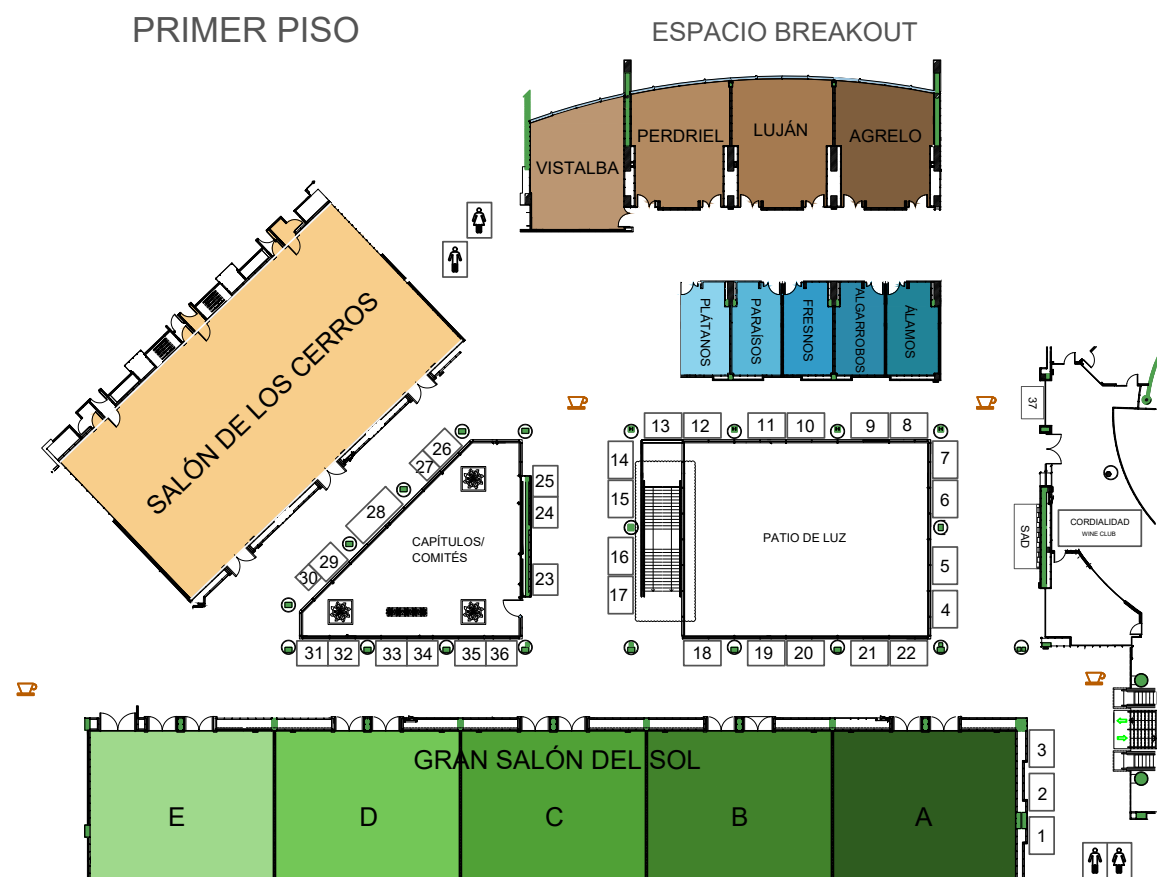 PRIMER PISO
ESPACIO BREAKOUT
VISTALBA
PERDRIEL
LUJÁN
AGRELO
SALÓN DE LOS CERROS
PLÁTANOS
PARAÍSOS
FRESNOS
ALGARROBOS
ÁLAMOS
37
13
12
11
10
9
8
14
15
16
17
7
6
5
4
18
19
20
21
22
PATIO DE LUZ
26
27
28
29
30
25
24
23
CAPÍTULOS/
COMITÉS
31
32
33
34
35
36
SAD
CORDIALIDAD
WINE CLUB
GRAN SALÓN DEL SOL
E
D
C
B
A
3
2
1